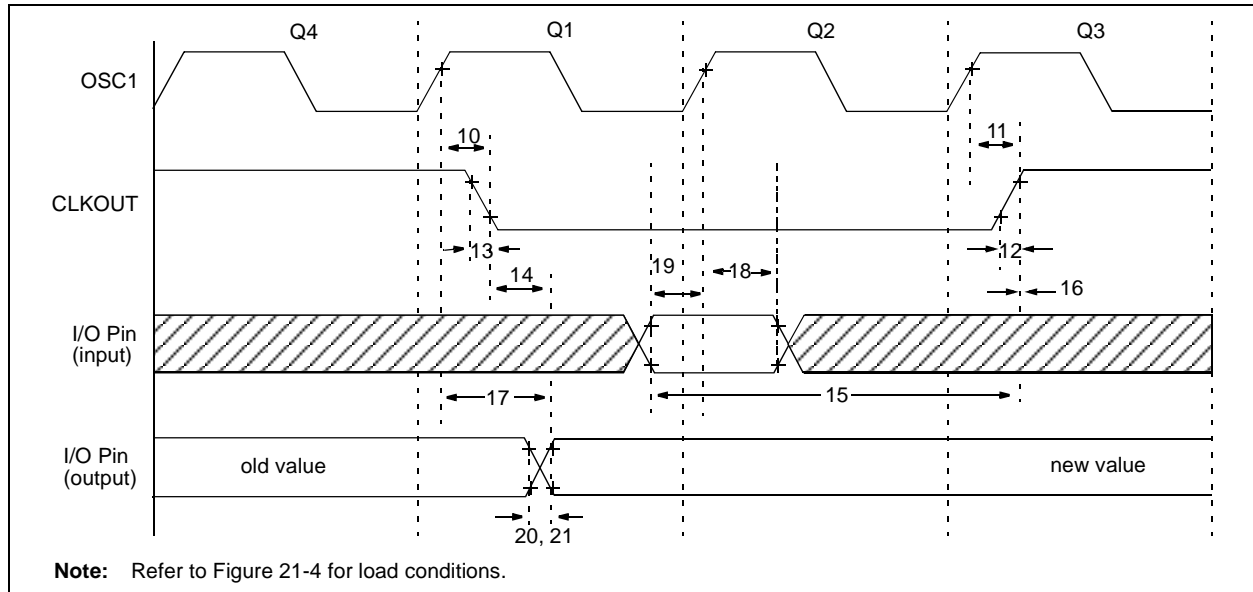 Q4 Q1 Q2 Q3
OSC1
10 11
CLKOUT
13 12
14 19 18 16
I/O Pin
(input)
17 15
I/O Pin
(output)
old value new value
20, 21
Note: Refer to Figure 21-4 for load conditions.